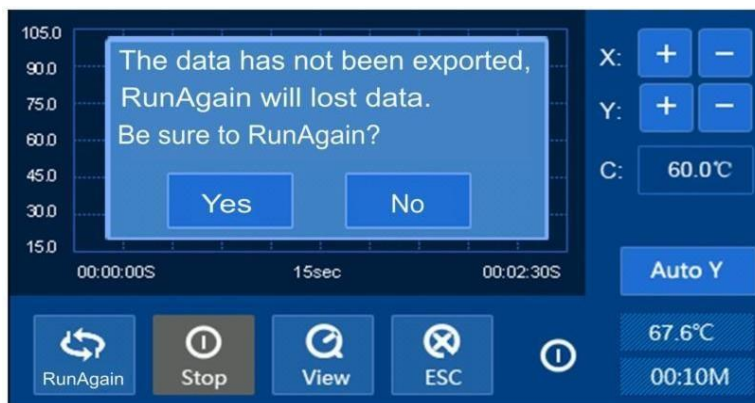 105.0
90.0
75.0
60.0
45.0
30.0
15.0
The data has not been exported,
RunAgain will lost data.
Be sure to RunAgain?
Yes No
00:00:00S 15sec 00:02:30S
X: + −
Y: + −
C: 60.0℃
Auto Y
67.6℃
00:10M
RunAgain Stop View ESC